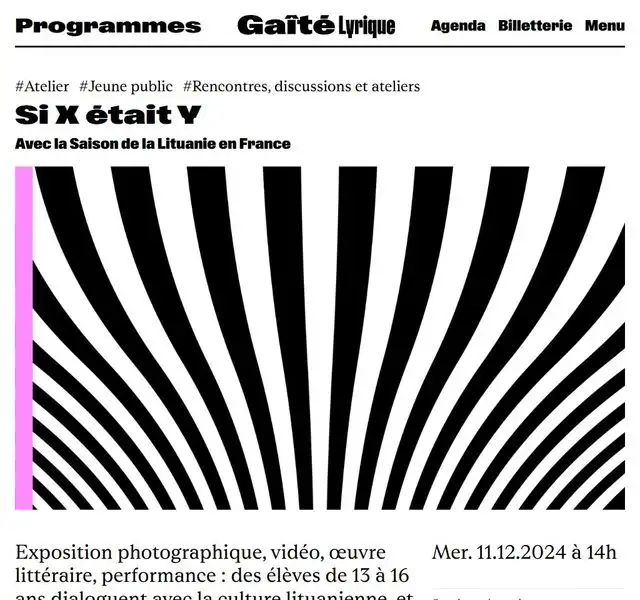 Programmes Gaîté Lyrique Agenda Billetterie Menu
#Atelier #Jeune public #Rencontres, discussions et ateliers
Si X était Y
Avec la Saison de la Lituanie en France
Exposition photographique, vidéo, œuvre
littéraire, performance : des élèves de 13 à 16
ans dialoguent avec la culture lituanienne, et
Mer. 11.12.2024 à 14h